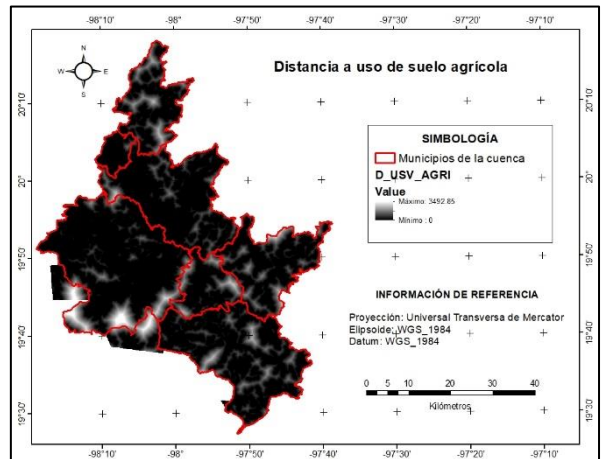 -98°10'
-98°
-97°50'
-97°40'
-97°30'
-97°20'
-97°10'
Distancia a uso de suelo agrícola
N
W
E
S
20°10'
20°
19°50'
19°40'
19°30'
20°10'
20°
19°50'
19°40'
19°30'
SIMBOLOGÍA
Municipios de la cuenca
D_USV_AGRI
Value
Máxima: 3492.85
Mínima : 0
INFORMACIÓN DE REFERENCIA
Proyección: Universal Transversa de Mercator
Elipsoide: WGS_1984
Datum: WGS_1984
0 5 10 20 30 40
Kilómetros
-98°10'
-98°
-97°50'
-97°40'
-97°30'
-97°20'
-97°10'